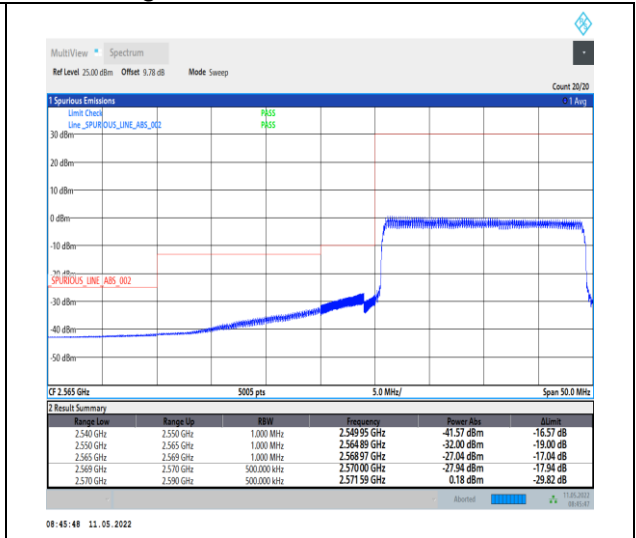 MultiView Spectrum
Ref Level 25.00 dBm Offset 9.78 dB Mode Sweep
Count 20/20
1 Spurious Emissions 1 Avg
Limit Check PASS
Line _SPURIOUS_LINE_ABS_002 PASS
30 dBm
20 dBm
10 dBm
0 dBm
-10 dBm
-20 dBm
_SPURIOUS_LINE_ABS_002
-30 dBm
-40 dBm
-50 dBm
CF 2.565 GHz 5005 pts 5.0 MHz/ Span 50.0 MHz
2 Result Summary
Range Low Range Up RBW Frequency Power Abs ΔLimit
2.540 GHz 2.550 GHz 1.000 MHz 2.549 95 GHz -41.57 dBm -16.57 dB
2.550 GHz 2.565 GHz 1.000 MHz 2.564 89 GHz -32.00 dBm -19.00 dB
2.565 GHz 2.569 GHz 1.000 MHz 2.568 97 GHz -27.04 dBm -17.04 dB
2.569 GHz 2.570 GHz 500.000 kHz 2.570 00 GHz -27.94 dBm -17.94 dB
2.570 GHz 2.590 GHz 500.000 kHz 2.571 59 GHz 0.18 dBm -29.82 dB
Aborted 11.05.2022
08:45:47
08:45:48 11.05.2022